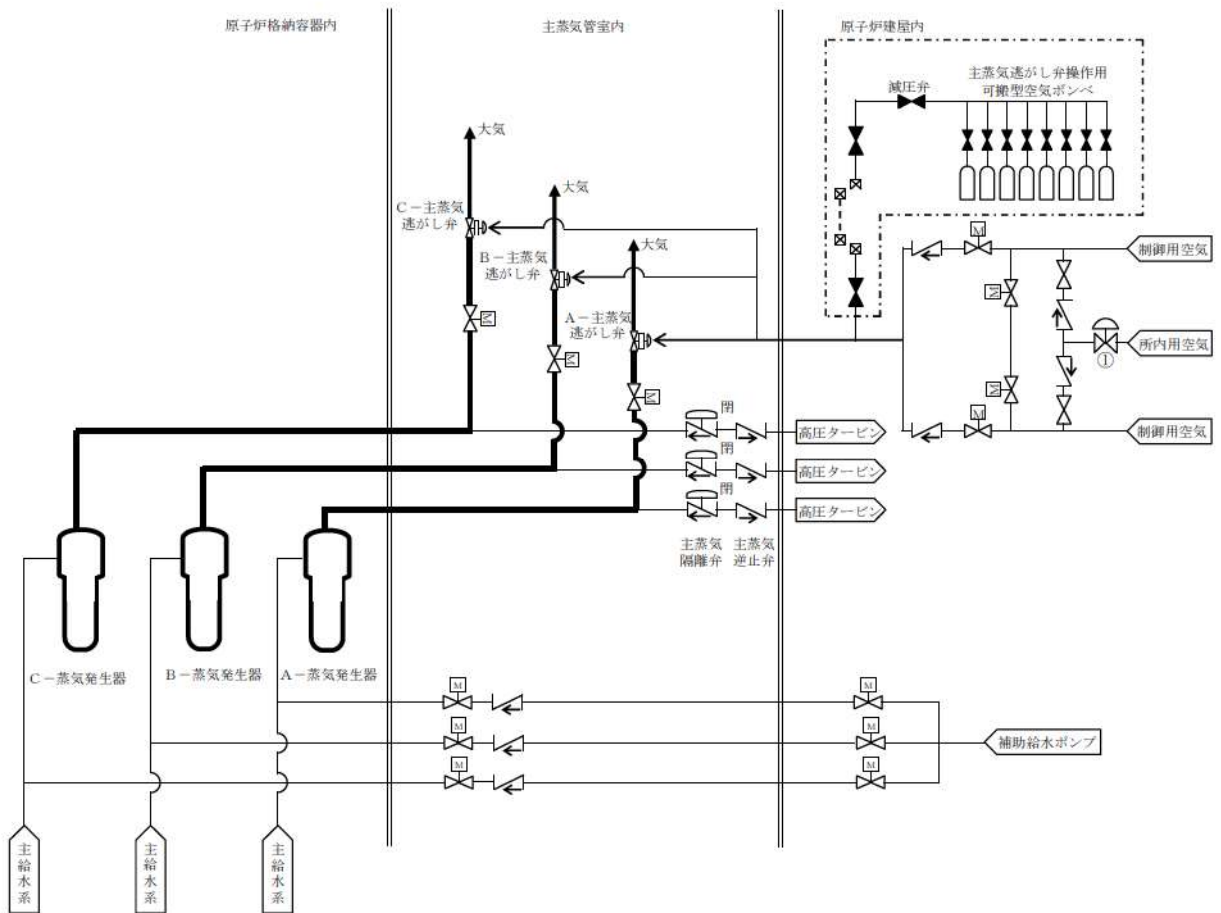 原子炉格納容器内
主蒸気管室内
原子炉建屋内
主蒸気逃がし弁操作用
可搬型空気ボンベ
減圧弁
大気
大気
大気
C－主蒸気
逃がし弁
B－主蒸気
逃がし弁
A－主蒸気
逃がし弁
M
M
M
M
制御用空気
M
所内用空気
①
M
M
制御用空気
閉
高圧タービン
閉
高圧タービン
閉
高圧タービン
主蒸気
隔離弁
主蒸気
逆止弁
C－蒸気発生器
B－蒸気発生器
A－蒸気発生器
M
M
M
M
M
M
補助給水ポンプ
主給水系
主給水系
主給水系